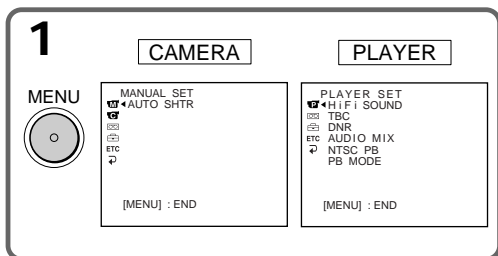 1
CAMERA
PLAYER
MENU
MANUAL SET
M AUTO SHTR
C
ETC
[MENU] : END
PLAYER SET
P HiFi SOUND
TBC
DNR
ETC AUDIO MIX
NTSC PB
PB MODE
[MENU] : END